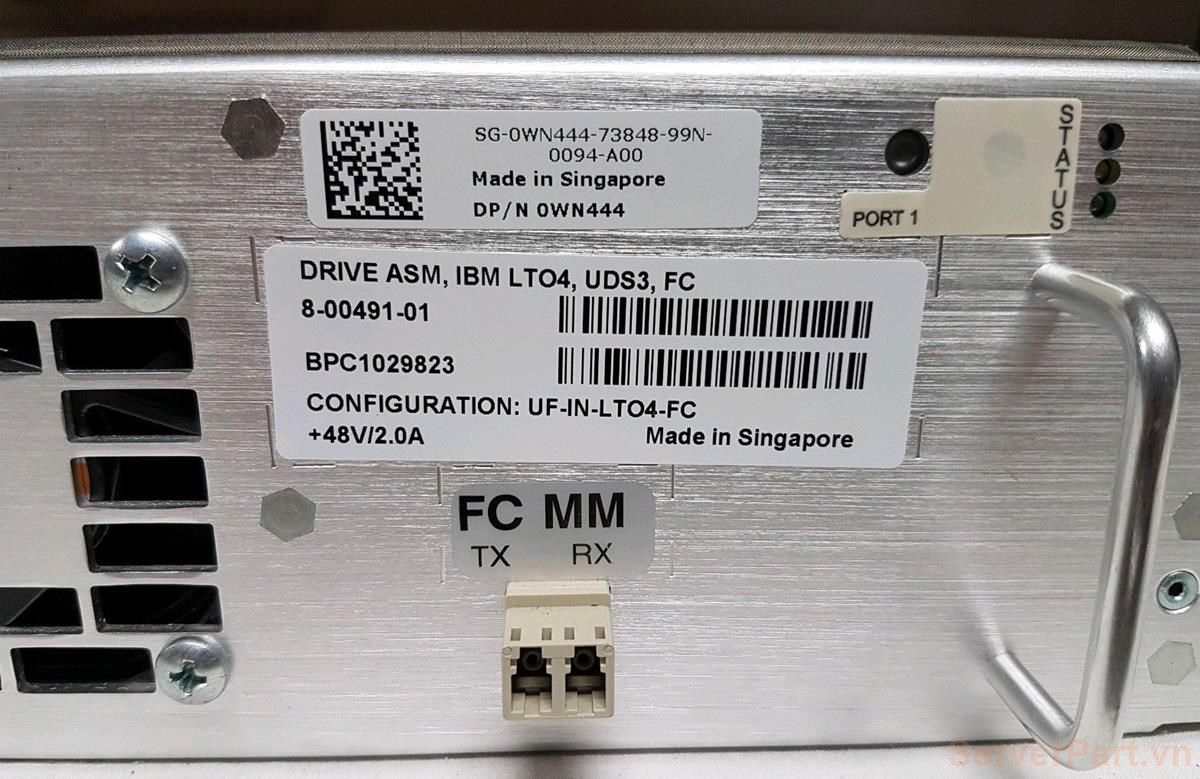 SG-0WN444-73848-99N-
0094-A00
Made in Singapore
DP/N 0WN444
PORT 1
STATUS
DRIVE ASM, IBM LTO4, UDS3, FC
8-00491-01
BPC1029823
CONFIGURATION: UF-IN-LTO4-FC
+48V/2.0A
Made in Singapore
FC MM
TX RX
ServerPart.vn